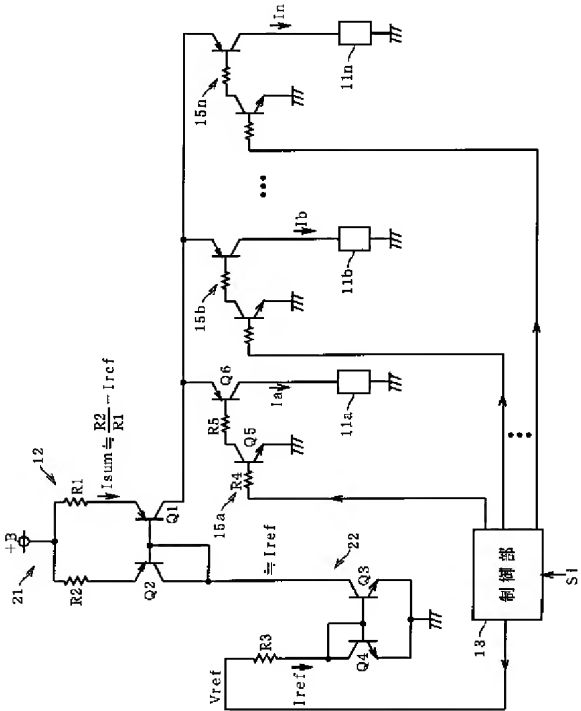 +B
21
12
R2
R1
Isum≒R2/R1-Iref
Q2
Q1
≒Iref
22
Vref
R3
Iref
Q4
Q3
13
制御部
Si
15a
R4
R5
Q5
Q6
Ia
11a
15b
Ib
11b
•••
•••
15n
In
11n